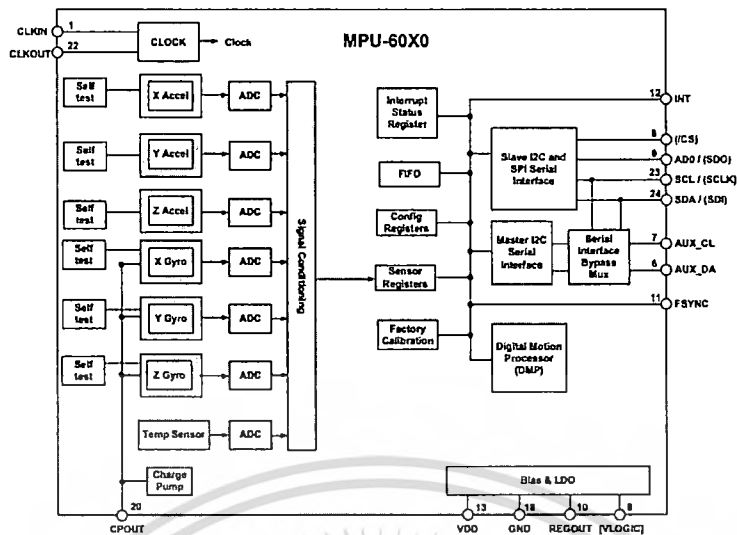 MPU-60X0
CLKIN 1
CLKOUT 22
CLOCK
Clock
Self test
X Accel
ADC
Self test
Y Accel
ADC
Self test
Z Accel
ADC
Self test
X Gyro
ADC
Self test
Y Gyro
ADC
Self test
Z Gyro
ADC
Temp Sensor
ADC
Signal Conditioning
Charge
Pump
20
CPOUT
Interrupt
Status
Register
FIFO
Config
Registers
Sensor
Registers
Factory
Calibration
Slave I2C and
SPI Serial
Interface
Master I2C
Serial
Interface
Serial
Interface
Bypass
Mux
Digital Motion
Processor
(DMP)
12 INT
8 (/CS)
9 AD0 / (SDO)
23 SCL / (SCLK)
24 SDA / (SDI)
7 AUX_CL
6 AUX_DA
11 FSYNC
Bias & LDO
13
VDD
18
GND
10
REGOUT
8
[VLOGIC]